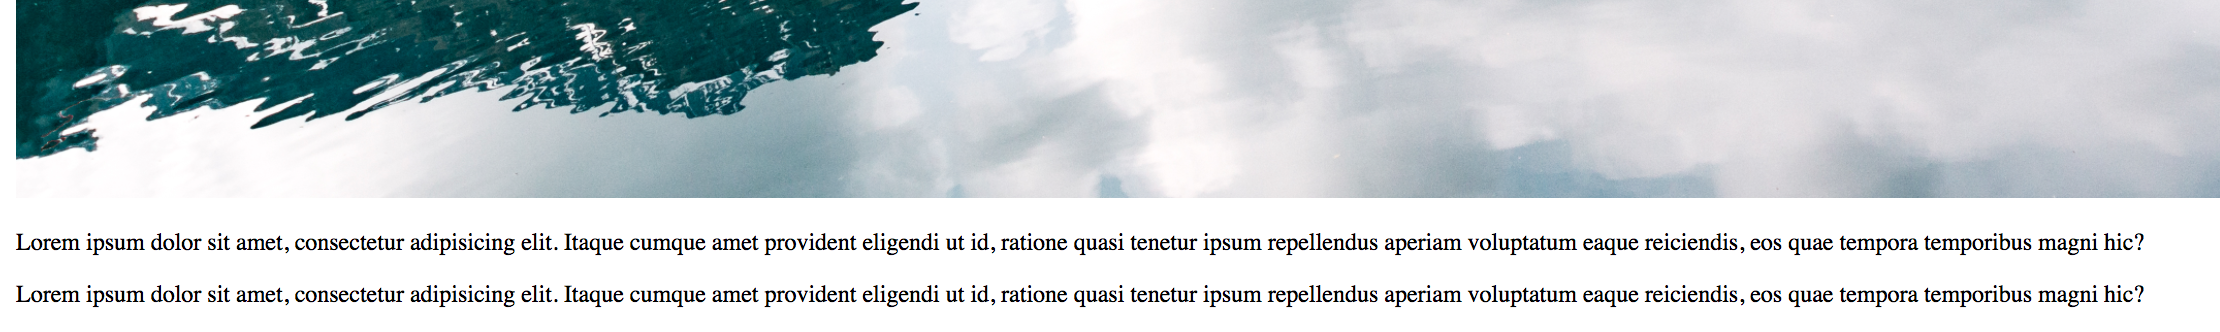 Lorem ipsum dolor sit amet, consectetur adipisicing elit. Itaque cumque amet provident eligendi ut id, ratione quasi tenetur ipsum repellendus aperiam voluptatum eaque reiciendis, eos quae tempora temporibus magni hic?
Lorem ipsum dolor sit amet, consectetur adipisicing elit. Itaque cumque amet provident eligendi ut id, ratione quasi tenetur ipsum repellendus aperiam voluptatum eaque reiciendis, eos quae tempora temporibus magni hic?